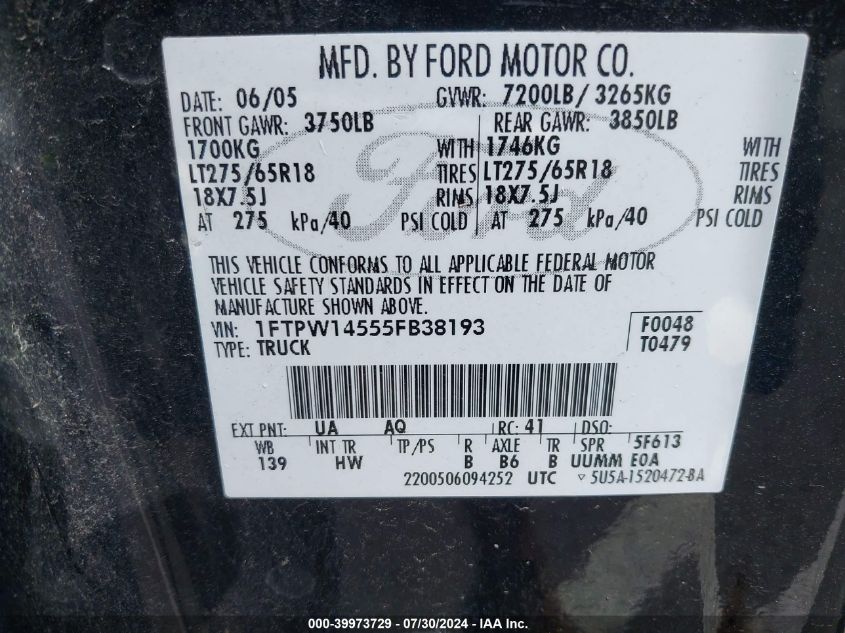 MFD. BY FORD MOTOR CO.
DATE: 06/05 GVWR: 7200LB/ 3265KG
FRONT GAWR: 3750LB REAR GAWR: 3850LB
1700KG WITH 1746KG WITH
LT275/65R18 TIRES LT275/65R18 TIRES
18X7.5J RIMS 18X7.5J RIMS
AT 275 kPa/40 PSI COLD AT 275 kPa/40 PSI COLD
Ford
THIS VEHICLE CONFORMS TO ALL APPLICABLE FEDERAL MOTOR
VEHICLE SAFETY STANDARDS IN EFFECT ON THE DATE OF
MANUFACTURE SHOWN ABOVE.
VIN: 1FTPW14555FB38193 F0048
TYPE: TRUCK T0479
EXT PNT: UA AQ RC: 41 DSO:
WB INT TR TP/PS R AXLE TR SPR 5F613
139 HW B B6 B UUMM EOA
2200506094252 UTC ▽ 5U5A-1520472-BA
000-39973729 - 07/30/2024 - IAA Inc.